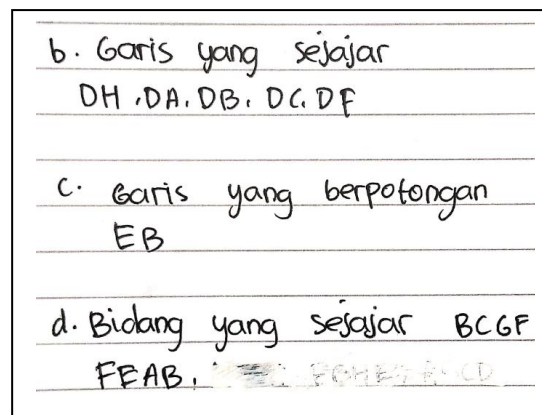 b. Garis yang sejajar
DH, DA, DB, DC, DF
c. Garis yang berpotongan
EB
d. Bidang yang sejajar BCGF
FEAB,